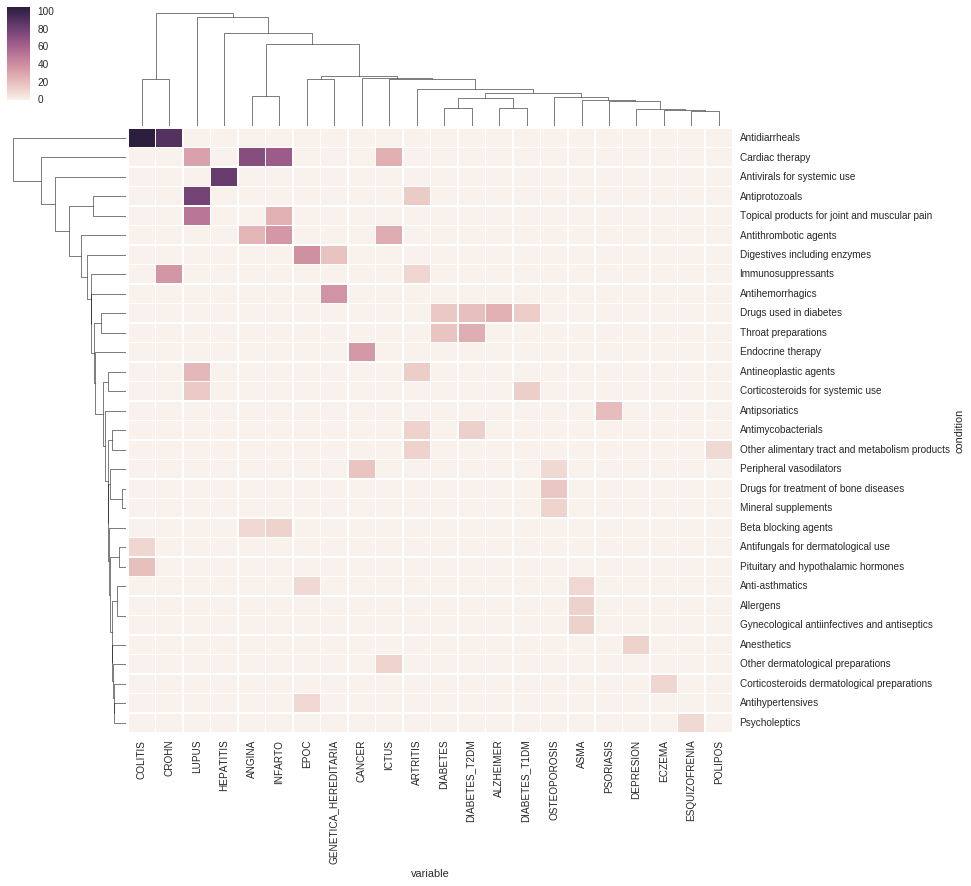 100
80
60
40
20
0
Antidiarrheals
Cardiac therapy
Antivirals for systemic use
Antiprotozoals
Topical products for joint and muscular pain
Antithrombotic agents
Digestives including enzymes
Immunosuppressants
Antihemorrhagics
Drugs used in diabetes
Throat preparations
Endocrine therapy
Antineoplastic agents
Corticosteroids for systemic use
Antipsoriatics
Antimycobacterials
Other alimentary tract and metabolism products
Peripheral vasodilators
Drugs for treatment of bone diseases
Mineral supplements
Beta blocking agents
Antifungals for dermatological use
Pituitary and hypothalamic hormones
Anti-asthmatics
Allergens
Gynecological antiinfectives and antiseptics
Anesthetics
Other dermatological preparations
Corticosteroids dermatological preparations
Antihypertensives
Psycholeptics
condition
COLITIS
CROHN
LUPUS
HEPATITIS
ANGINA
INFARTO
EPOC
GENETICA_HEREDITARIA
CANCER
ICTUS
ARTRITIS
DIABETES
DIABETES_T2DM
ALZHEIMER
DIABETES_T1DM
OSTEOPOROSIS
ASMA
PSORIASIS
DEPRESION
ECZEMA
ESQUIZOFRENIA
POLIPOS
variable